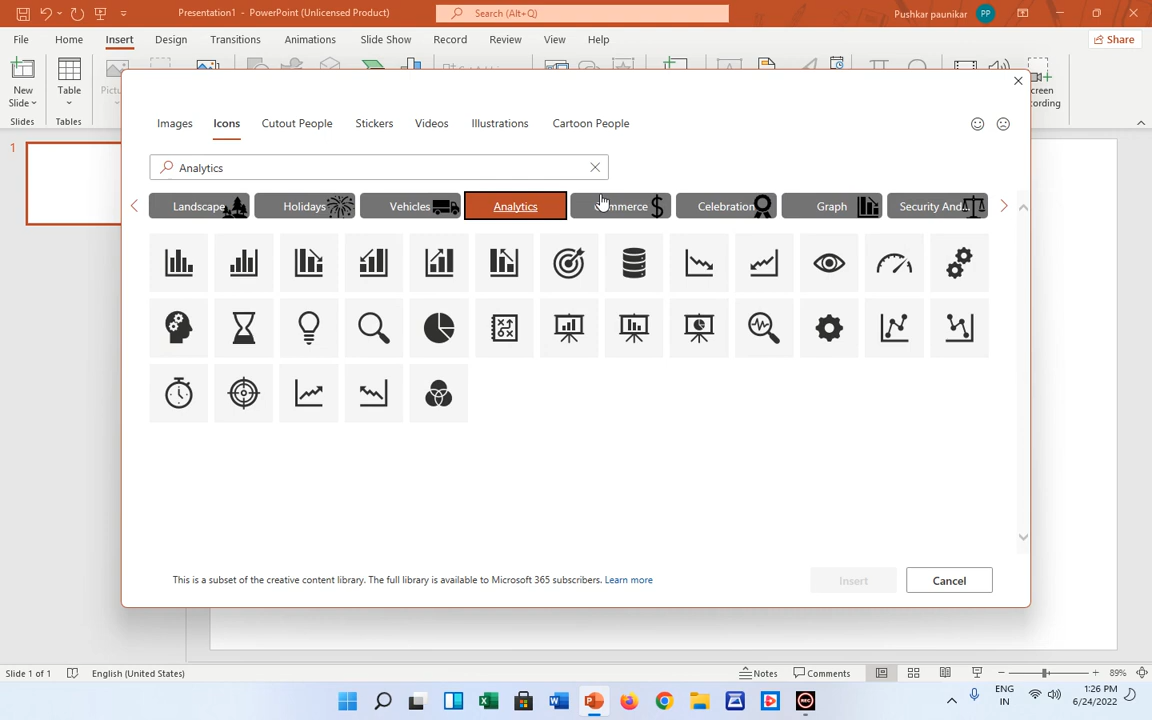 Presentation1 - PowerPoint (Unlicensed Product)
Search (Alt+Q)
Pushkar paunikar
PP
File Home Insert Design Transitions Animations Slide Show Record Review View Help
Share
New
Slide
Table
Slides
Tables
Images Icons Cutout People Stickers Videos Illustrations Cartoon People
Analytics
Landscape Holidays Vehicles Analytics Celebration Graph Security And...
This is a subset of the creative content library. The full library is available to Microsoft 365 subscribers. Learn more
Insert
Cancel
1
Slide 1 of 1
English (United States)
Notes
Comments
89%
ENG
IN
1:26 PM
6/24/2022